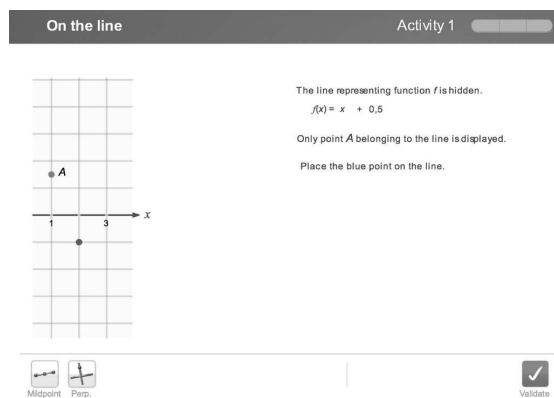 On the line
Activity 1
The line representing function f is hidden.
f(x) = x + 0,5
Only point A belonging to the line is displayed.
Place the blue point on the line.
A
x
1
3
Midpoint
Perp.
Validate